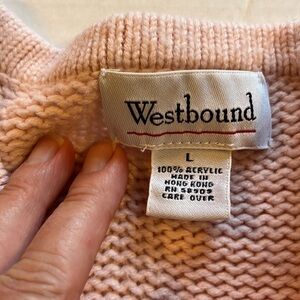 Westbound
L
100% ACRYLIC
MADE IN
HONG KONG
RN 58909
CARE OVER